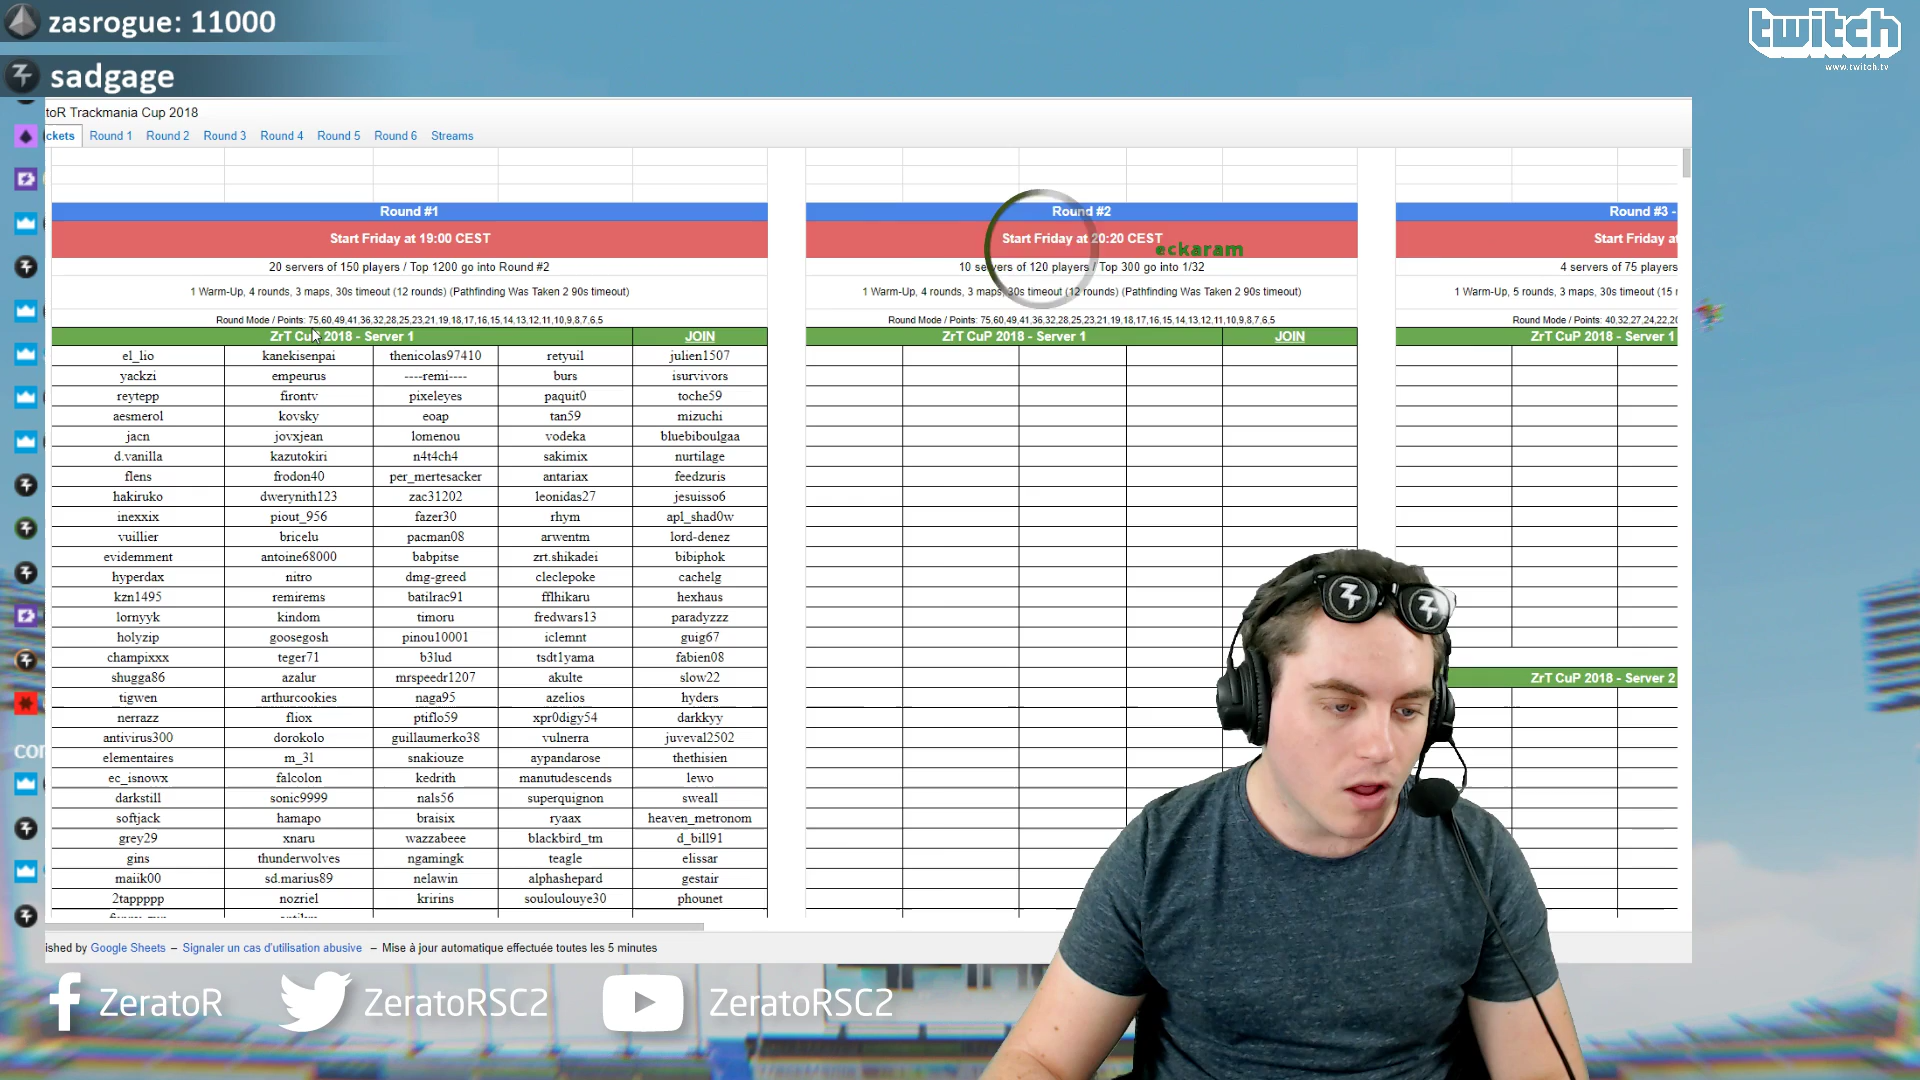 zasrogue: 11000
sadgage
twitch
www.twitch.tv
toR Trackmania Cup 2018
ckets Round 1 Round 2 Round 3 Round 4 Round 5 Round 6 Streams
Round #1 Round #2 Round #3 -
Start Friday at 19:00 CEST Start Friday at 20:20 CEST Start Friday at
eckaram
20 servers of 150 players / Top 1200 go into Round #2 10 servers of 120 players / Top 300 go into 1/32 4 servers of 75 players
1 Warm-Up, 4 rounds, 3 maps, 30s timeout (12 rounds) (Pathfinding Was Taken 2 90s timeout) 1 Warm-Up, 4 rounds, 3 maps, 30s timeout (12 rounds) (Pathfinding Was Taken 2 90s timeout) 1 Warm-Up, 5 rounds, 3 maps, 30s timeout (15 r
Round Mode / Points: 75,60,49,41,36,32,28,25,23,21,19,18,17,16,15,14,13,12,11,10,9,8,7,6,5 Round Mode / Points: 75,60,49,41,36,32,28,25,23,21,19,18,17,16,15,14,13,12,11,10,9,8,7,6,5 Round Mode / Points: 40,32,27,24,22,20
ZrT CuP 2018 - Server 1 JOIN ZrT CuP 2018 - Server 1 JOIN ZrT CuP 2018 - Server 1
el_lio kanekisenpai thenicolas97410 retyuil julien1507
yackzi empeurus ----remi---- burs isurvivors
reytepp firontv pixeleyes paquit0 toche59
aesmerol kovsky eoap tan59 mizuchi
jacn jovxjean lomenou vodeka bluebiboulgaa
d.vanilla kazutokiri n4t4ch4 sakimix nurtilage
flens frodon40 per_mertesacker antariax feedzuris
hakiruko dwerynith123 zac31202 leonidas27 jesuisso6
inexxix piout_956 fazer30 rhym apl_shad0w
vuillier bricelu pacman08 arwentm lord-denez
evidemment antoine68000 babpitse zrt.shikadei bibiphok
hyperdax nitro dmg-greed cleclepoke cachelg
kzn1495 remirems batilrac91 fflhikaru hexhaus
lornyyk kindom timoru fredwars13 paradyzzz
holyzip goosegosh pinou10001 iclemnt guig67
champixxx teger71 b3lud tsdt1yama fabien08
shugga86 azalur mrspeedr1207 akulte slow22
ZrT CuP 2018 - Server 2
tigwen arthurcookies naga95 azelios hyders
nerrazz fliox ptiflo59 xpr0digy54 darkkyy
antivirus300 dorokolo guillaumerko38 vulnerra juveval2502
elementaires m_3l snakiouze aypandarose thethisien
ec_isnowx falcolon kedrith manutudescends lewo
darkstill sonic9999 nals56 superquignon sweall
softjack hamapo braisix ryaax heaven_metronom
grey29 xnaru wazzabeee blackbird_tm d_bill91
gins thunderwolves ngamingk teagle elissar
maiik00 sd.marius89 nelawin alphashepard gestair
2tappppp nozriel kririns souloulouye30 phounet
cor
ished by Google Sheets – Signaler un cas d'utilisation abusive – Mise à jour automatique effectuée toutes les 5 minutes
ZeratoR ZeratoRSC2 ZeratoRSC2